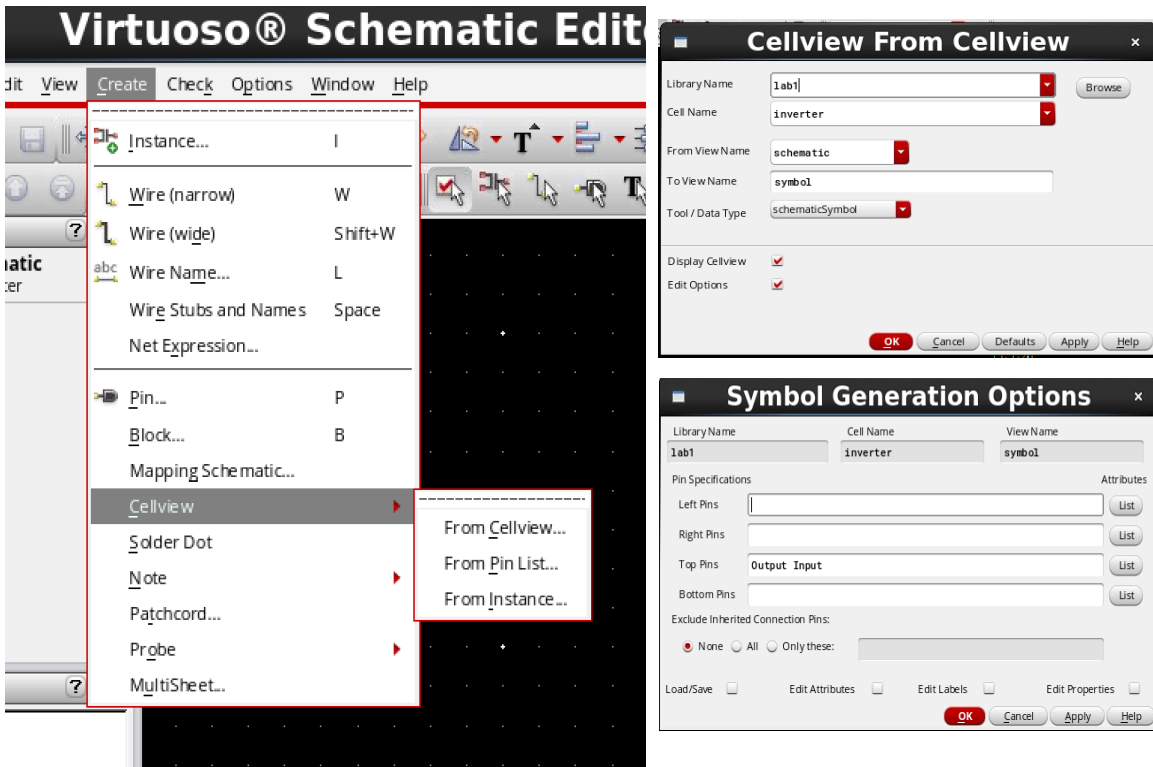 Virtuoso® Schematic Edit
dit View Create Check Options Window Help
Instance... I
Wire (narrow) W
Wire (wide) Shift+W
abc Wire Name... L
Wire Stubs and Names Space
Net Expression...
Pin... P
Block... B
Mapping Schematic...
Cellview
Solder Dot
Note
Patchcord...
Probe
MultiSheet...
From Cellview...
From Pin List...
From Instance...
?
atic
ter
?
T
T
Cellview From Cellview ×
Library Name lab1 Browse
Cell Name inverter
From View Name schematic
To View Name symbol
Tool / Data Type schematicSymbol
Display Cellview
Edit Options
OK Cancel Defaults Apply Help
Symbol Generation Options ×
Library Name Cell Name View Name
lab1 inverter symbol
Pin Specifications Attributes
Left Pins List
Right Pins List
Top Pins Output Input List
Bottom Pins List
Exclude Inherited Connection Pins:
None All Only these:
Load/Save Edit Attributes Edit Labels Edit Properties
OK Cancel Apply Help